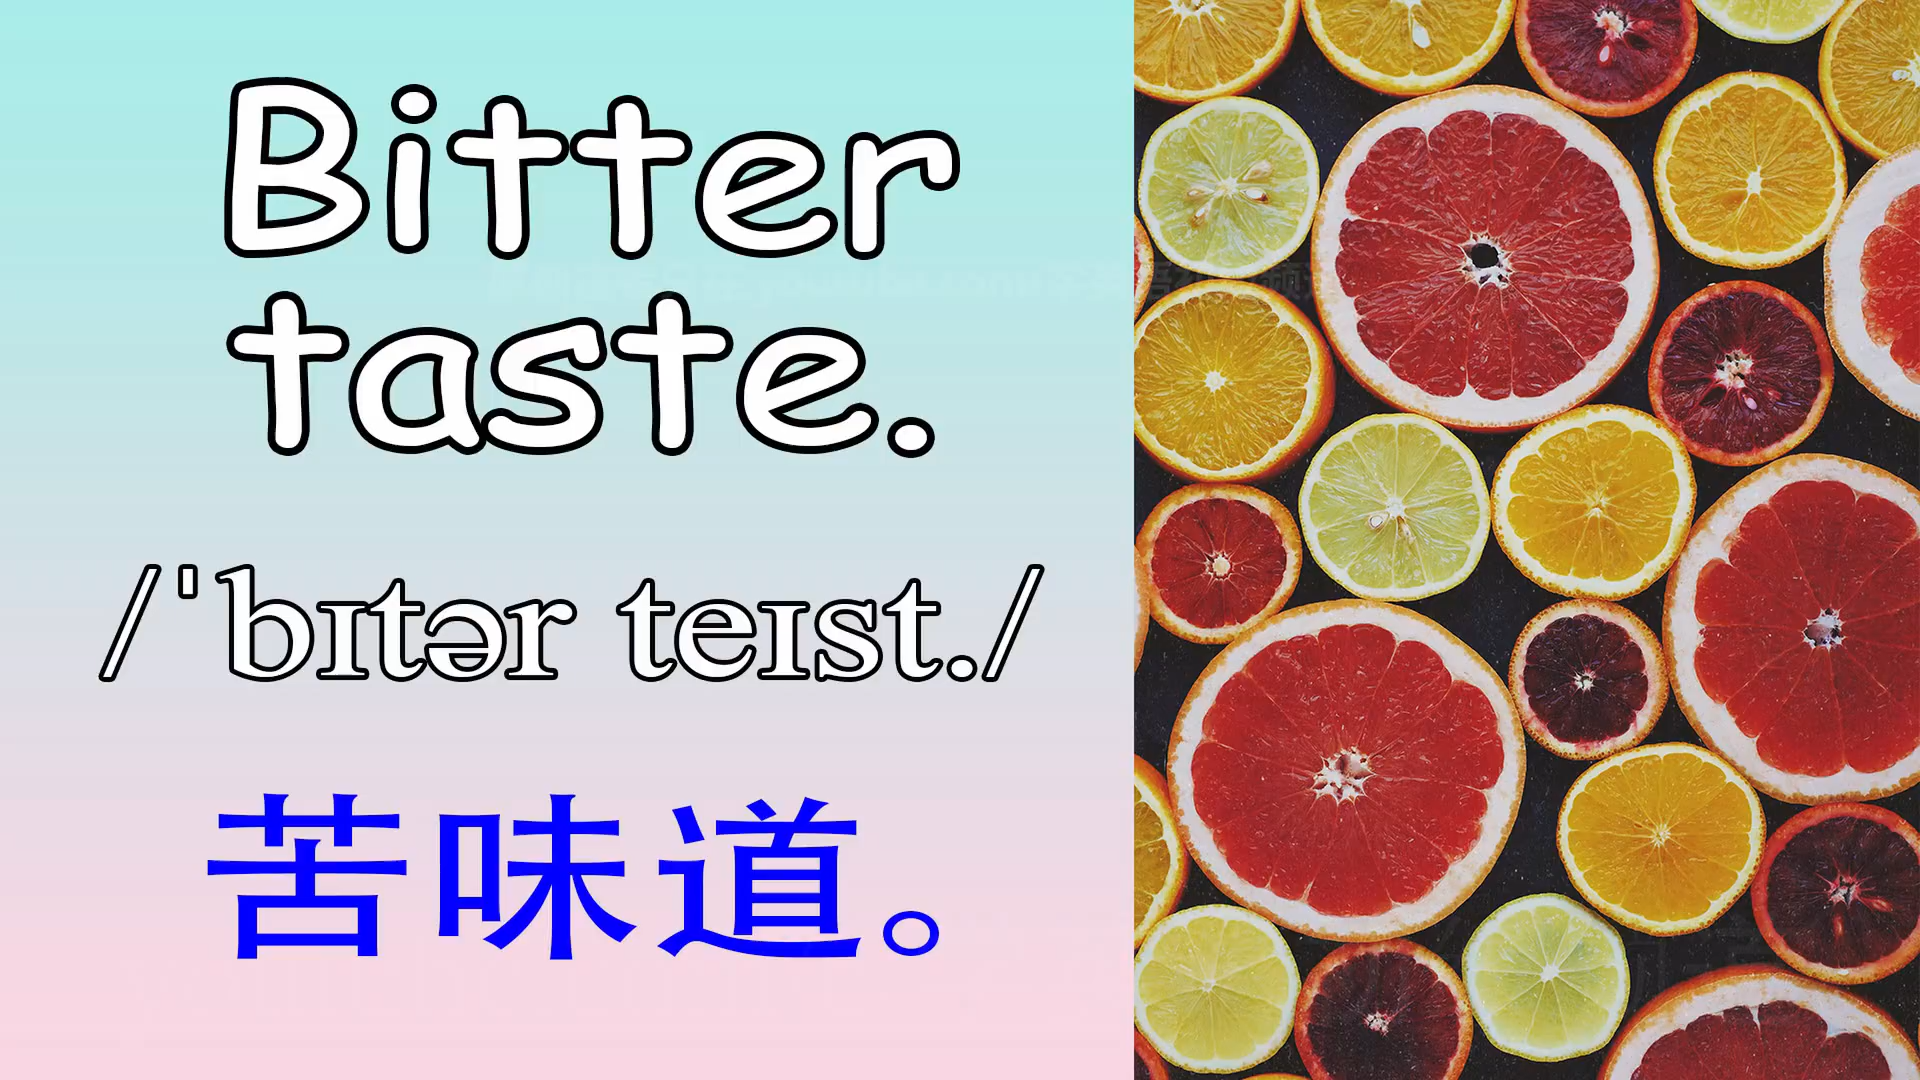 Bitter
taste.
/ˈbɪtər teɪst./
苦味道。